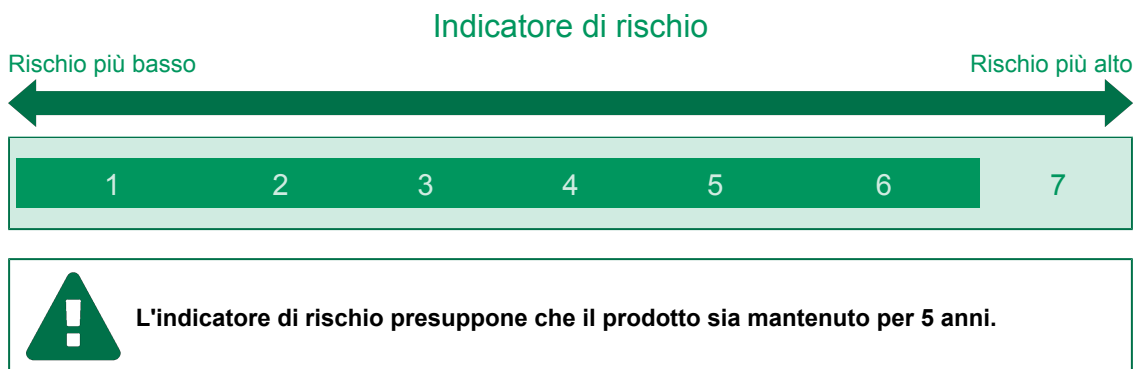 Indicatore di rischio
Rischio più basso Rischio più alto
1 2 3 4 5 6 7
L'indicatore di rischio presuppone che il prodotto sia mantenuto per 5 anni.